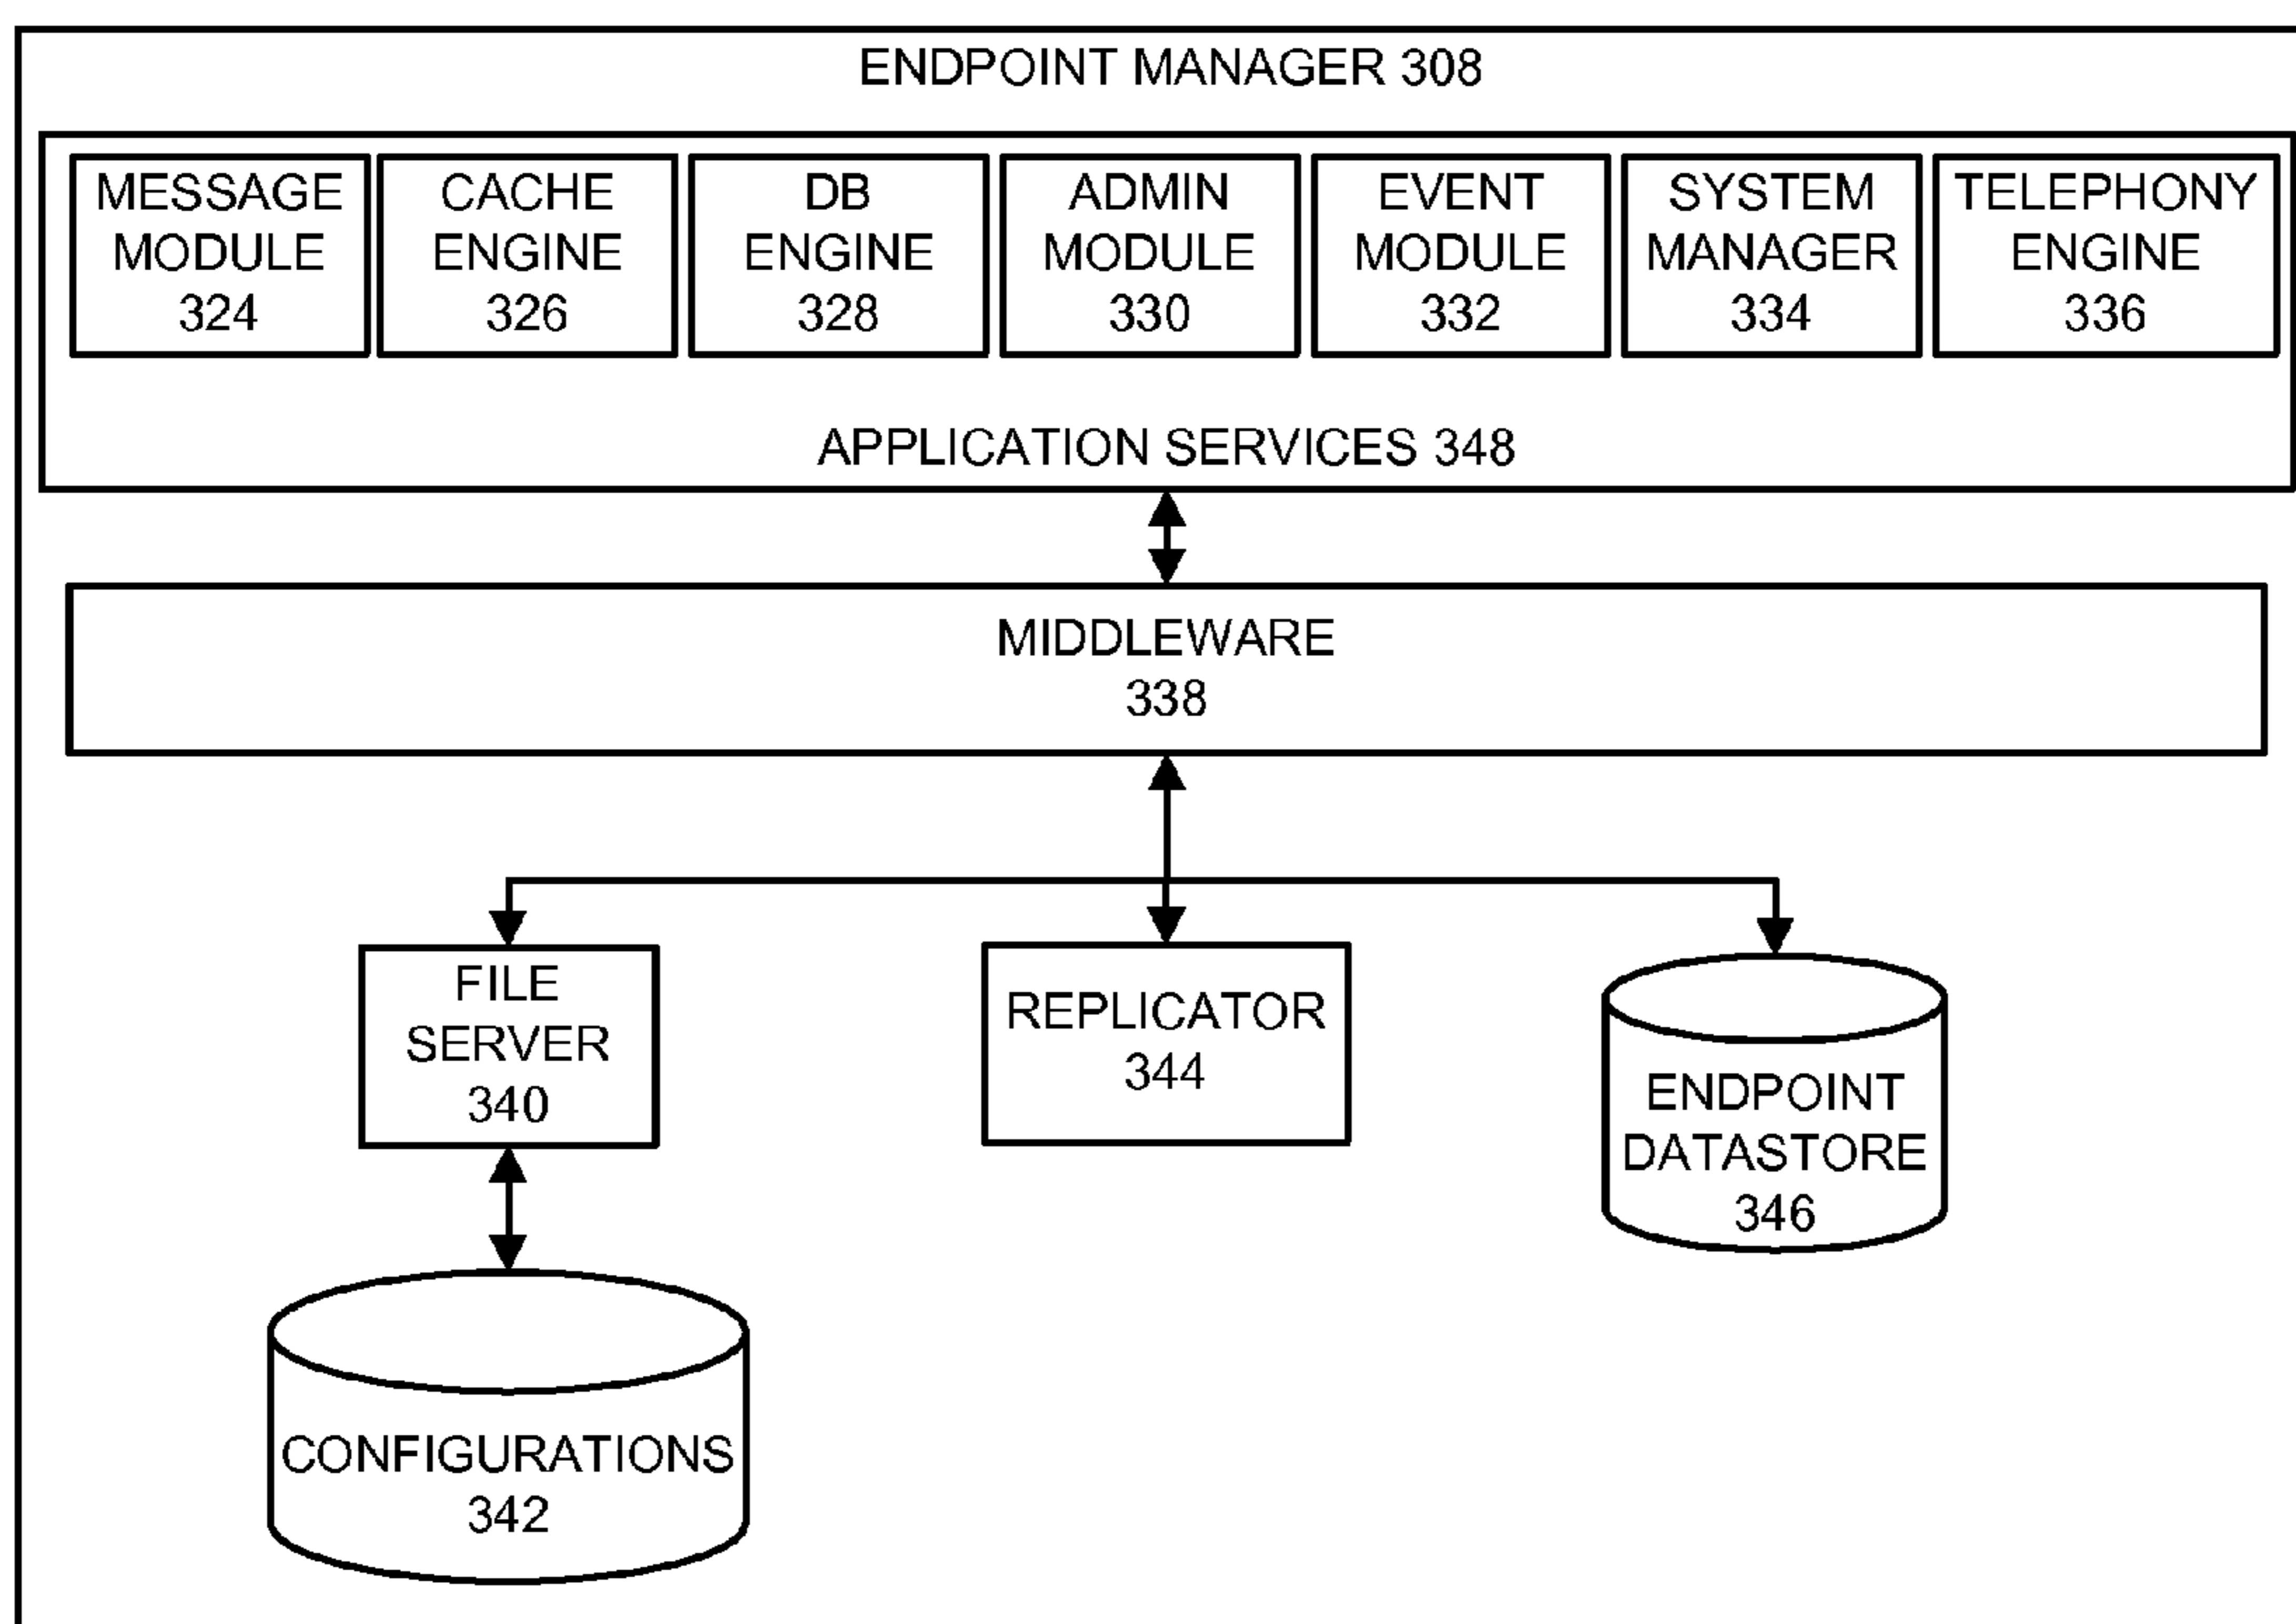 ENDPOINT MANAGER 308
MESSAGE
MODULE
324
CACHE
ENGINE
326
DB
ENGINE
328
ADMIN
MODULE
330
EVENT
MODULE
332
SYSTEM
MANAGER
334
TELEPHONY
ENGINE
336
APPLICATION SERVICES 348
MIDDLEWARE
338
FILE
SERVER
340
REPLICATOR
344
ENDPOINT
DATASTORE
346
CONFIGURATIONS
342